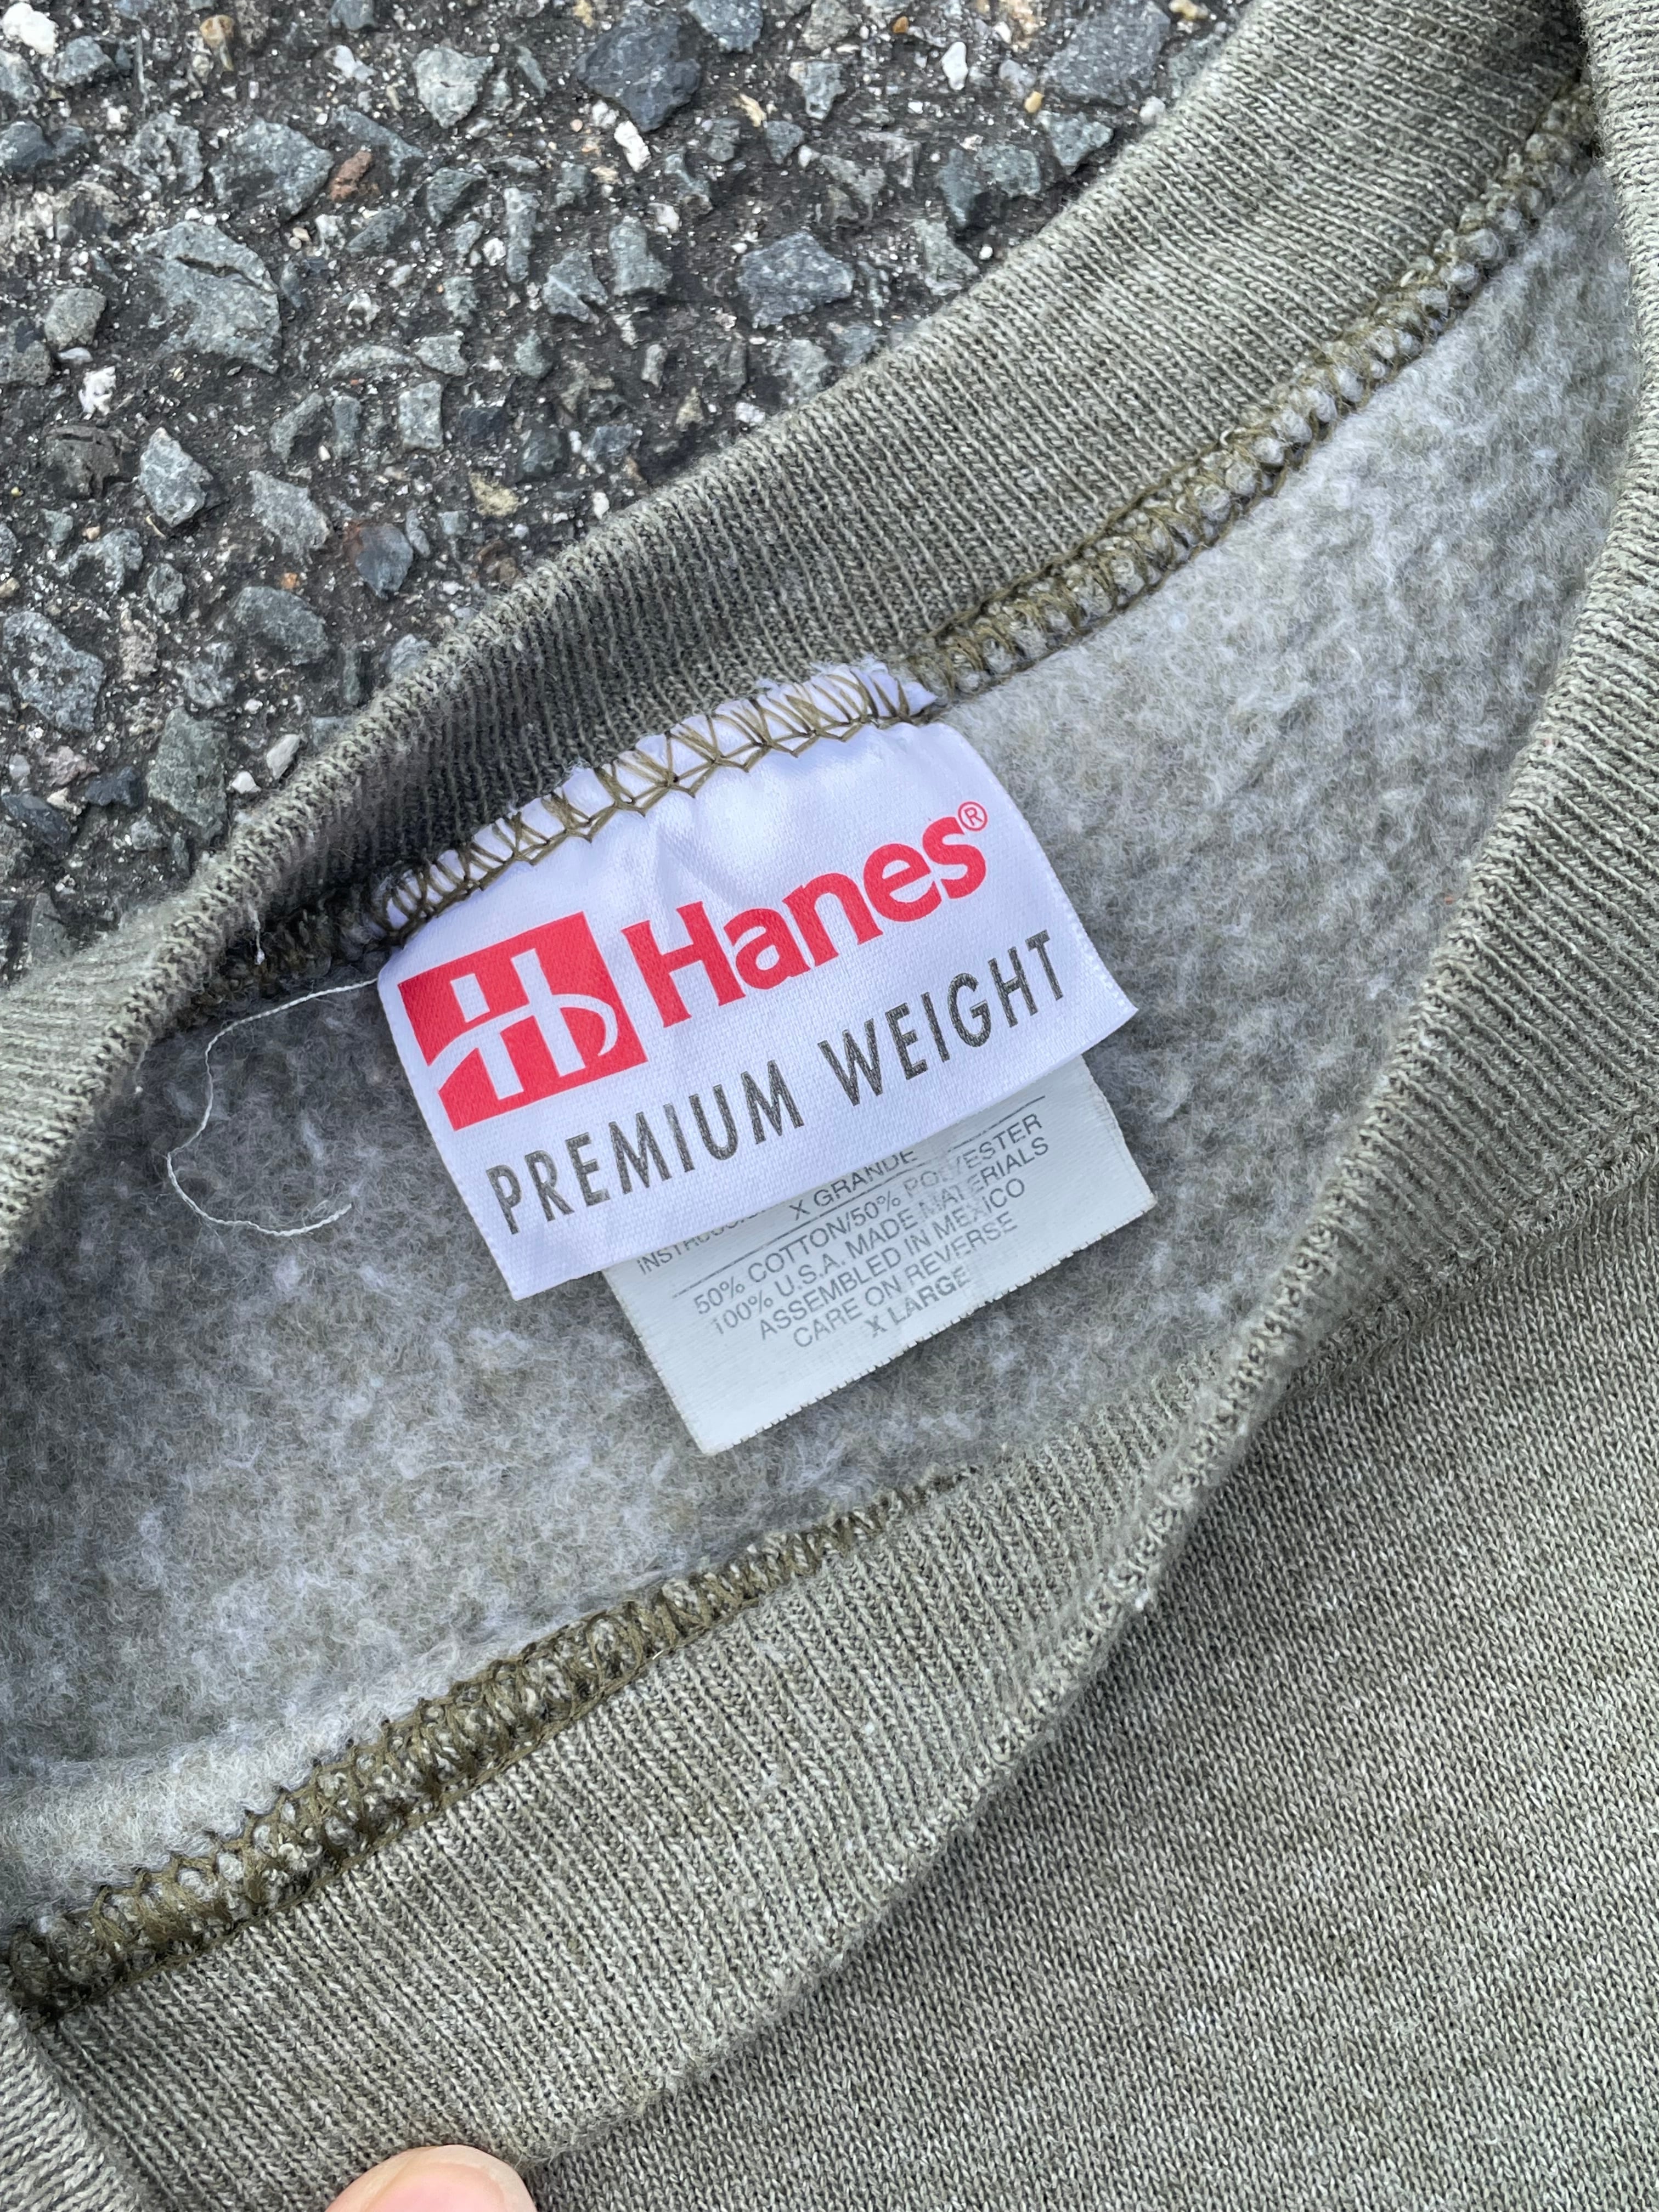 Hanes®
PREMIUM WEIGHT
X GRANDE
50% COTTON/50% POLYESTER
100% U.S.A. MADE MATERIALS
ASSEMBLED IN MEXICO
CARE ON REVERSE
X LARGE